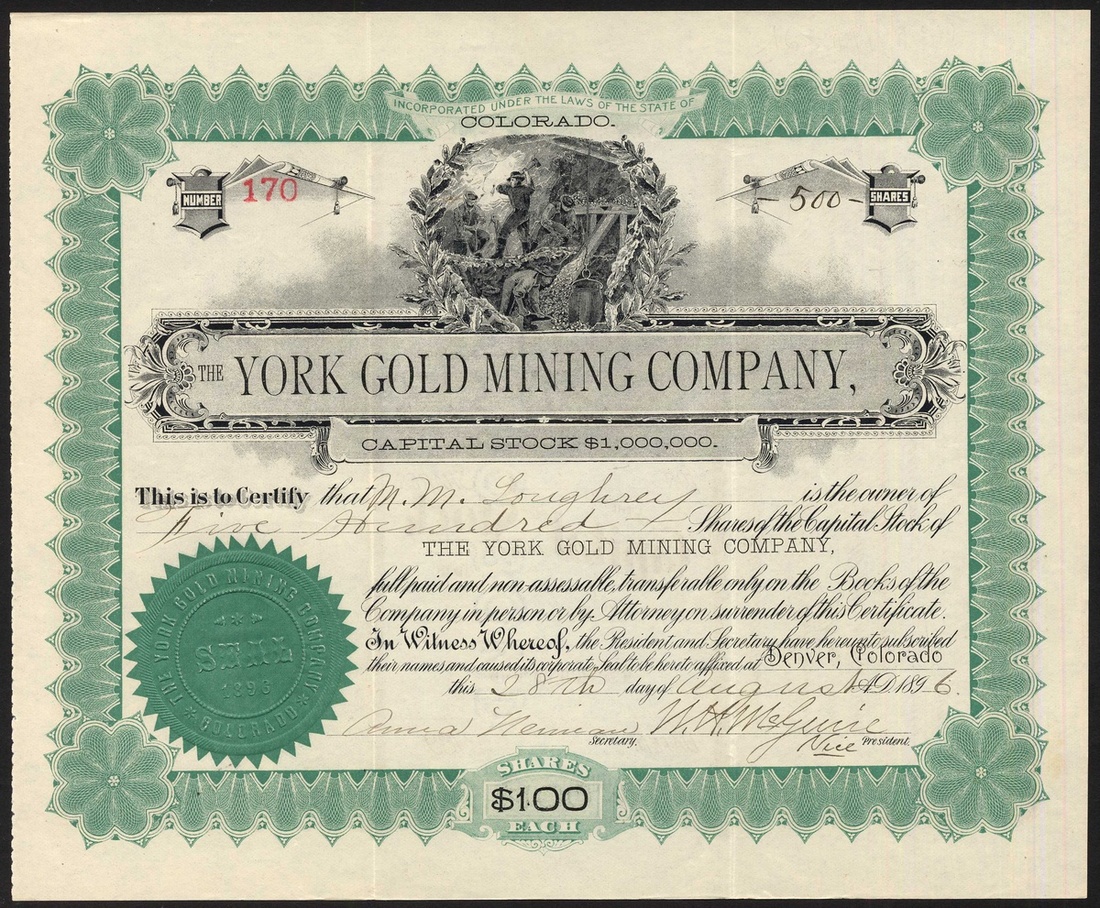 INCORPORATED UNDER THE LAWS OF THE STATE OF
COLORADO.
NUMBER 170
- 500 - SHARES
THE YORK GOLD MINING COMPANY,
CAPITAL STOCK $1,000,000.
This is to Certify that M. M. Loughrey is the owner of
Five Hundred Shares of the Capital Stock of
THE YORK GOLD MINING COMPANY,
full paid and non-assessable, transferable only on the Books of the
Company in person or by Attorney on surrender of this Certificate.
In Witness Whereof, the President and Secretary have hereunto subscribed
their names and caused its corporate Seal to be hereto affixed at Denver, Colorado
this 28th day of August A.D. 1896.
THE YORK GOLD MINING COMPANY
SEAL
1896
COLORADO
Anna W. H. McGuire
Secretary. Vice President.
SHARES
$1.00
EACH